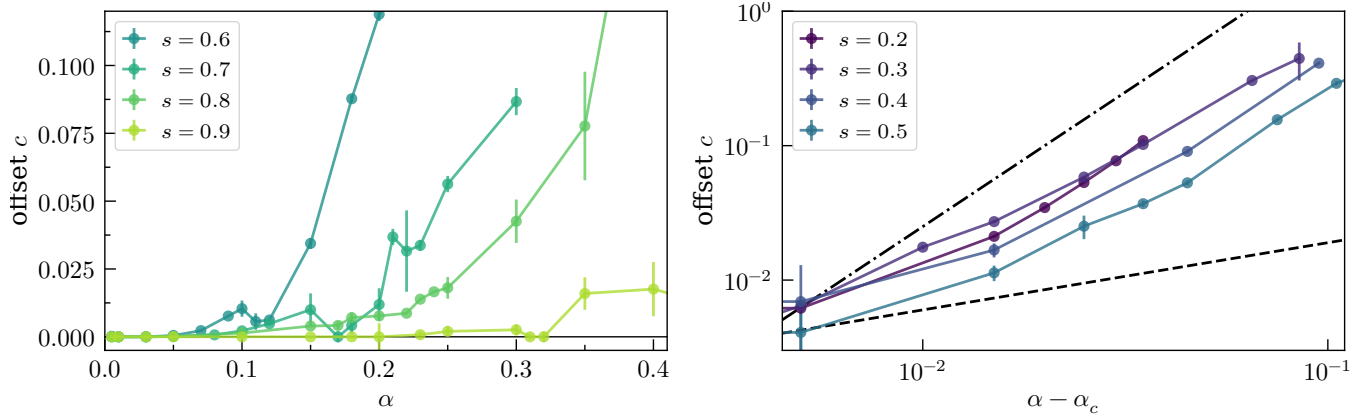 offset c
0.100
0.075
0.050
0.025
0.000
s = 0.6
s = 0.7
s = 0.8
s = 0.9
0.0 0.1 0.2 0.3 0.4
α
offset c
10⁰
10⁻¹
10⁻²
s = 0.2
s = 0.3
s = 0.4
s = 0.5
10⁻² 10⁻¹
α − α_c